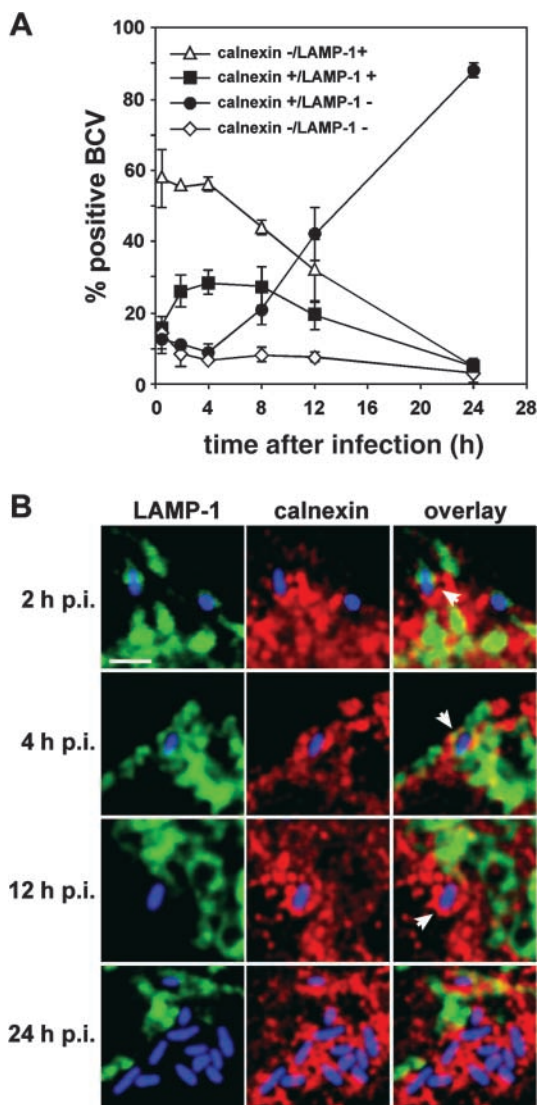 A
100
80
60
40
20
0
% positive BCV
calnexin -/LAMP-1+
calnexin +/LAMP-1 +
calnexin +/LAMP-1 -
calnexin -/LAMP-1 -
0 4 8 12 16 20 24 28
time after infection (h)
B
LAMP-1 calnexin overlay
2 h p.i.
4 h p.i.
12 h p.i.
24 h p.i.